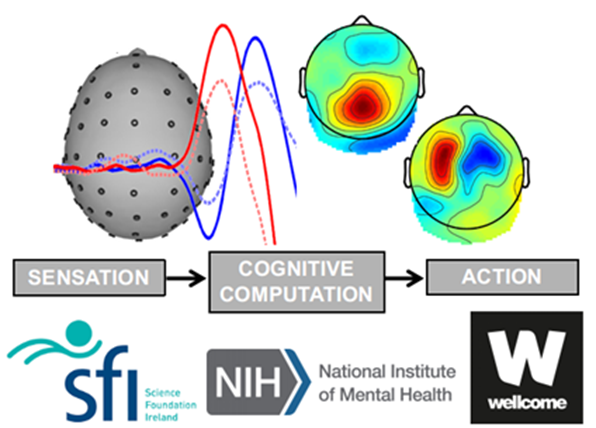 SENSATION
COGNITIVE
COMPUTATION
ACTION
sfi
Science
Foundation
Ireland
NIH
National Institute
of Mental Health
W
wellcome